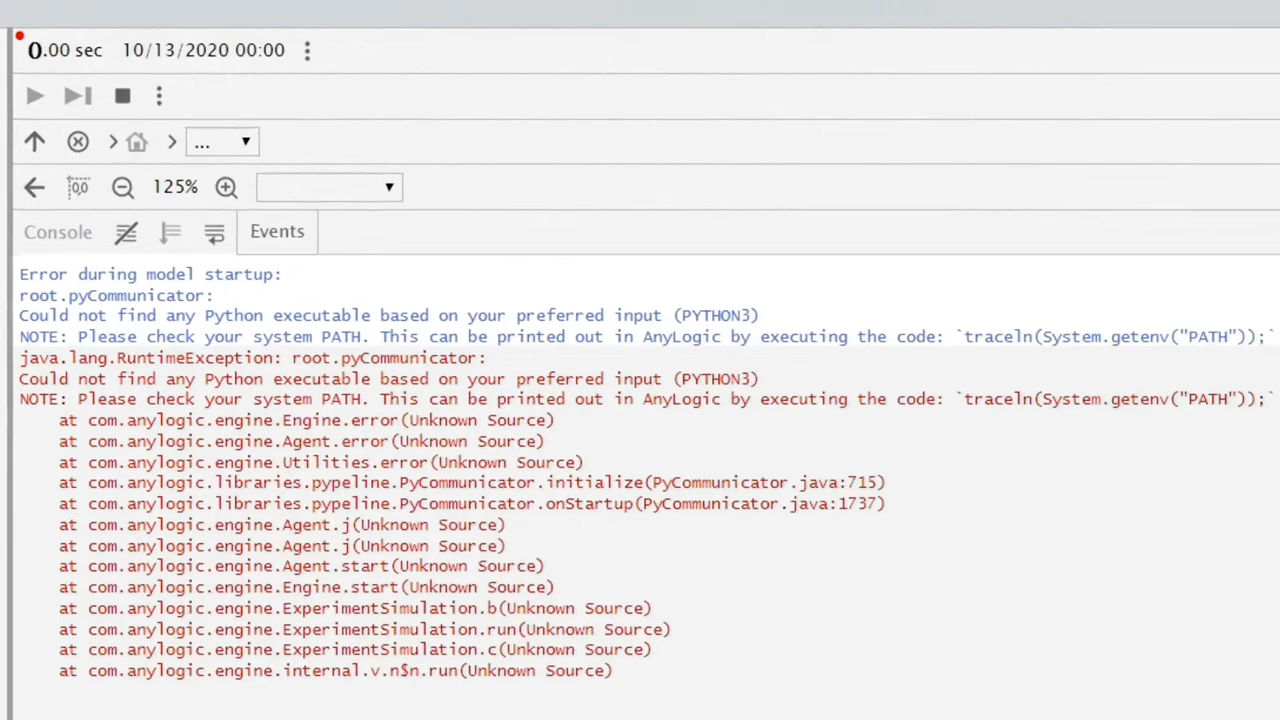 0.00 sec 10/13/2020 00:00
...
0,0 125%
Console Events
Error during model startup:
root.pyCommunicator:
Could not find any Python executable based on your preferred input (PYTHON3)
NOTE: Please check your system PATH. This can be printed out in AnyLogic by executing the code: `traceln(System.getenv("PATH"));`
java.lang.RuntimeException: root.pyCommunicator:
Could not find any Python executable based on your preferred input (PYTHON3)
NOTE: Please check your system PATH. This can be printed out in AnyLogic by executing the code: `traceln(System.getenv("PATH"));`
at com.anylogic.engine.Engine.error(Unknown Source)
at com.anylogic.engine.Agent.error(Unknown Source)
at com.anylogic.engine.Utilities.error(Unknown Source)
at com.anylogic.libraries.pypeline.PyCommunicator.initialize(PyCommunicator.java:715)
at com.anylogic.libraries.pypeline.PyCommunicator.onStartup(PyCommunicator.java:1737)
at com.anylogic.engine.Agent.j(Unknown Source)
at com.anylogic.engine.Agent.j(Unknown Source)
at com.anylogic.engine.Agent.start(Unknown Source)
at com.anylogic.engine.Engine.start(Unknown Source)
at com.anylogic.engine.ExperimentSimulation.b(Unknown Source)
at com.anylogic.engine.ExperimentSimulation.run(Unknown Source)
at com.anylogic.engine.ExperimentSimulation.c(Unknown Source)
at com.anylogic.engine.internal.v.n$n.run(Unknown Source)